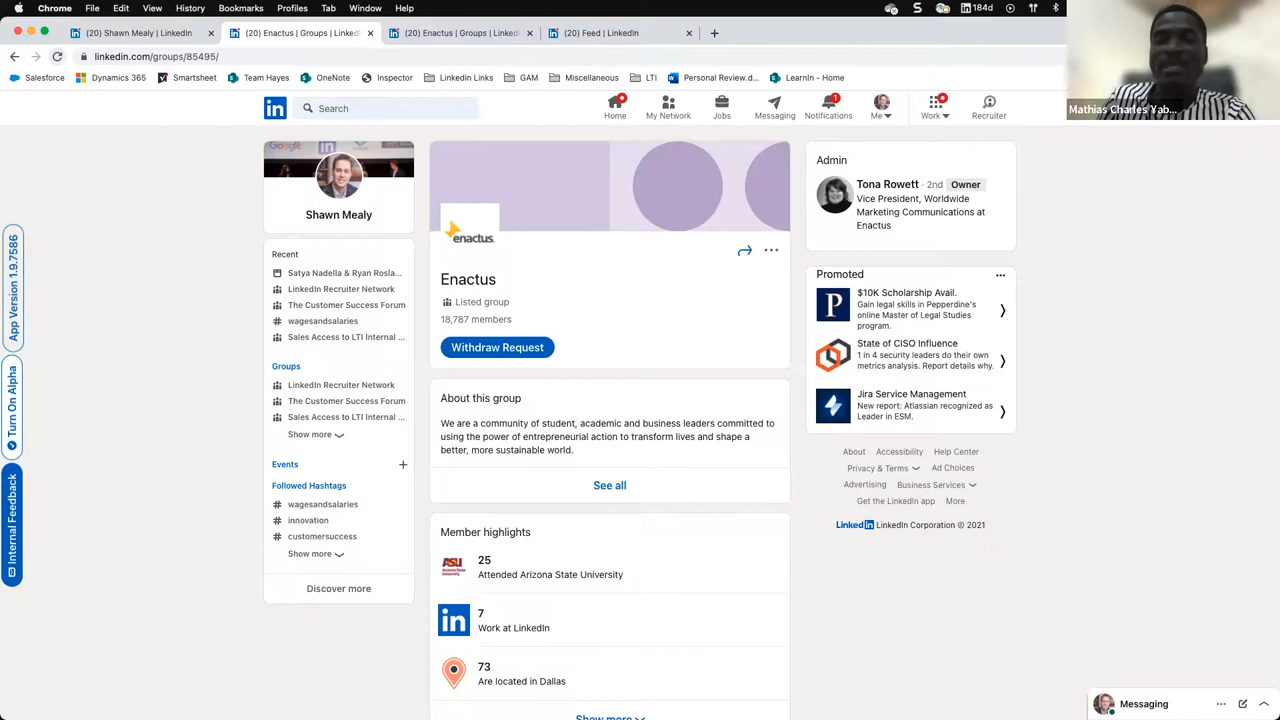 Chrome File Edit View History Bookmarks Profiles Tab Window Help 184d
(20) Shawn Mealy | LinkedIn
(20) Enactus | Groups | Linked
(20) Enactus | Groups | Linked
(20) Feed | LinkedIn
linkedin.com/groups/85495/
Salesforce Dynamics 365 Smartsheet Team Hayes OneNote Inspector Linkedin Links GAM Miscellaneous LTI Personal Review.d... LearnIn - Home
Mathias Charles Yab...
in Search
Home My Network Jobs Messaging Notifications Me Work Recruiter
1
App Version 1.9.7586
Turn On Alpha
Internal Feedback
Google in
Shawn Mealy
Recent
Satya Nadella & Ryan Rosla...
LinkedIn Recruiter Network
The Customer Success Forum
# wagesandsalaries
Sales Access to LTI Internal ...
Groups
LinkedIn Recruiter Network
The Customer Success Forum
Sales Access to LTI Internal ...
Show more
Events +
Followed Hashtags
# wagesandsalaries
# innovation
# customersuccess
Show more
Discover more
enactus.
Enactus
Listed group
18,787 members
Withdraw Request
About this group
We are a community of student, academic and business leaders committed to
using the power of entrepreneurial action to transform lives and shape a
better, more sustainable world.
See all
Member highlights
ASU
Arizona State
University
25
Attended Arizona State University
in
7
Work at LinkedIn
73
Are located in Dallas
Show more
Admin
Tona Rowett · 2nd Owner
Vice President, Worldwide
Marketing Communications at
Enactus
Promoted
P
$10K Scholarship Avail.
Gain legal skills in Pepperdine's
online Master of Legal Studies
program.
State of CISO Influence
1 in 4 security leaders do their own
metrics analysis. Report details why.
Jira Service Management
New report: Atlassian recognized as
Leader in ESM.
About Accessibility Help Center
Privacy & Terms Ad Choices
Advertising Business Services
Get the LinkedIn app More
LinkedIn LinkedIn Corporation © 2021
Messaging